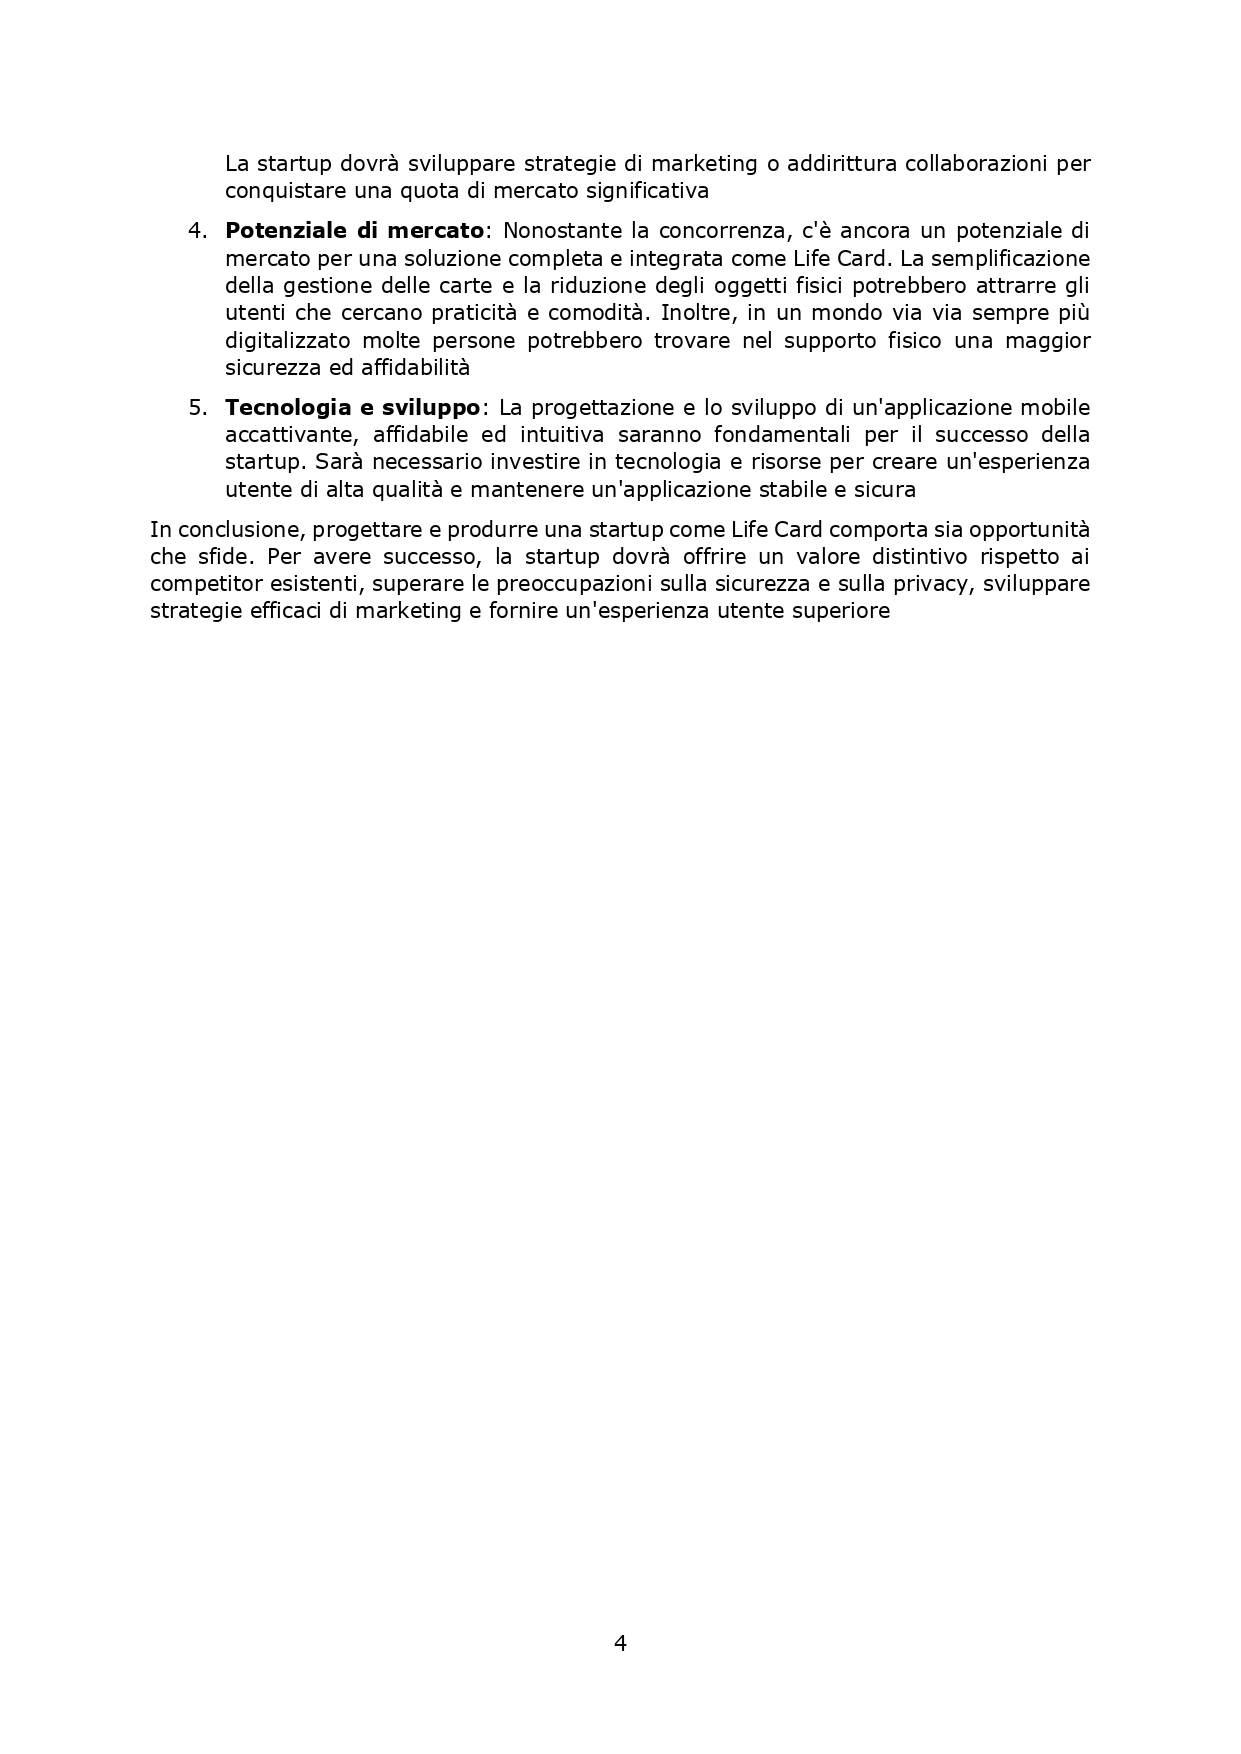 La startup dovrà sviluppare strategie di marketing o addirittura collaborazioni per
conquistare una quota di mercato significativa
4. Potenziale di mercato: Nonostante la concorrenza, c'è ancora un potenziale di
mercato per una soluzione completa e integrata come Life Card. La semplificazione
della gestione delle carte e la riduzione degli oggetti fisici potrebbero attrarre gli
utenti che cercano praticità e comodità. Inoltre, in un mondo via via sempre più
digitalizzato molte persone potrebbero trovare nel supporto fisico una maggior
sicurezza ed affidabilità
5. Tecnologia e sviluppo: La progettazione e lo sviluppo di un'applicazione mobile
accattivante, affidabile ed intuitiva saranno fondamentali per il successo della
startup. Sarà necessario investire in tecnologia e risorse per creare un'esperienza
utente di alta qualità e mantenere un'applicazione stabile e sicura
In conclusione, progettare e produrre una startup come Life Card comporta sia opportunità
che sfide. Per avere successo, la startup dovrà offrire un valore distintivo rispetto ai
competitor esistenti, superare le preoccupazioni sulla sicurezza e sulla privacy, sviluppare
strategie efficaci di marketing e fornire un'esperienza utente superiore
4